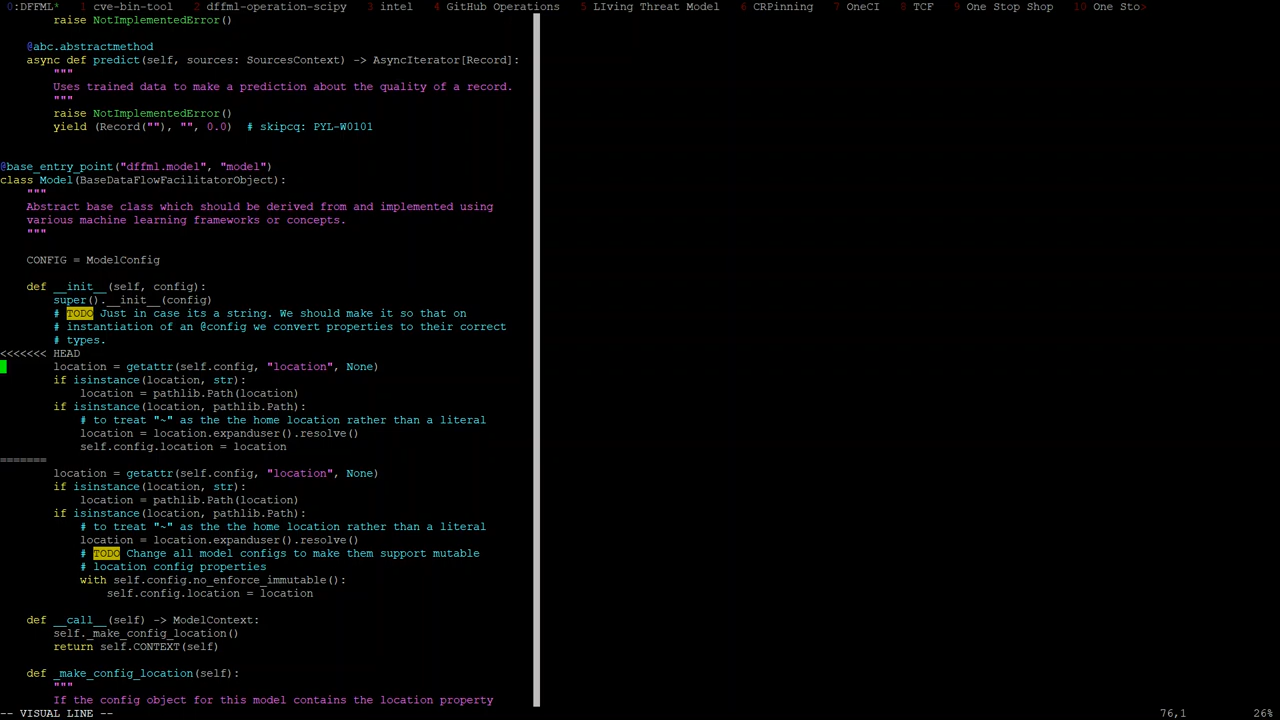 0:DFFML* 1 cve-bin-tool 2 dffml-operation-scipy 3 intel 4 GitHub Operations 5 LIving Threat Model 6 CRPinning 7 OneCI 8 TCF 9 One Stop Shop 10 One Sto>
raise NotImplementedError()
@abc.abstractmethod
async def predict(self, sources: SourcesContext) -> AsyncIterator[Record]:
"""
Uses trained data to make a prediction about the quality of a record.
"""
raise NotImplementedError()
yield (Record(""), "", 0.0)  # skipcq: PYL-W0101
@base_entry_point("dffml.model", "model")
class Model(BaseDataFlowFacilitatorObject):
"""
Abstract base class which should be derived from and implemented using
various machine learning frameworks or concepts.
"""
CONFIG = ModelConfig
def __init__(self, config):
super().__init__(config)
# TODO Just in case its a string. We should make it so that on
# instantiation of an @config we convert properties to their correct
# types.
<<<<<<< HEAD
location = getattr(self.config, "location", None)
if isinstance(location, str):
location = pathlib.Path(location)
if isinstance(location, pathlib.Path):
# to treat "~" as the the home location rather than a literal
location = location.expanduser().resolve()
self.config.location = location
=======
location = getattr(self.config, "location", None)
if isinstance(location, str):
location = pathlib.Path(location)
if isinstance(location, pathlib.Path):
# to treat "~" as the the home location rather than a literal
location = location.expanduser().resolve()
# TODO Change all model configs to make them support mutable
# location config properties
with self.config.no_enforce_immutable():
self.config.location = location
def __call__(self) -> ModelContext:
self._make_config_location()
return self.CONTEXT(self)
def _make_config_location(self):
"""
If the config object for this model contains the location property
-- VISUAL LINE -- 76,1 26%